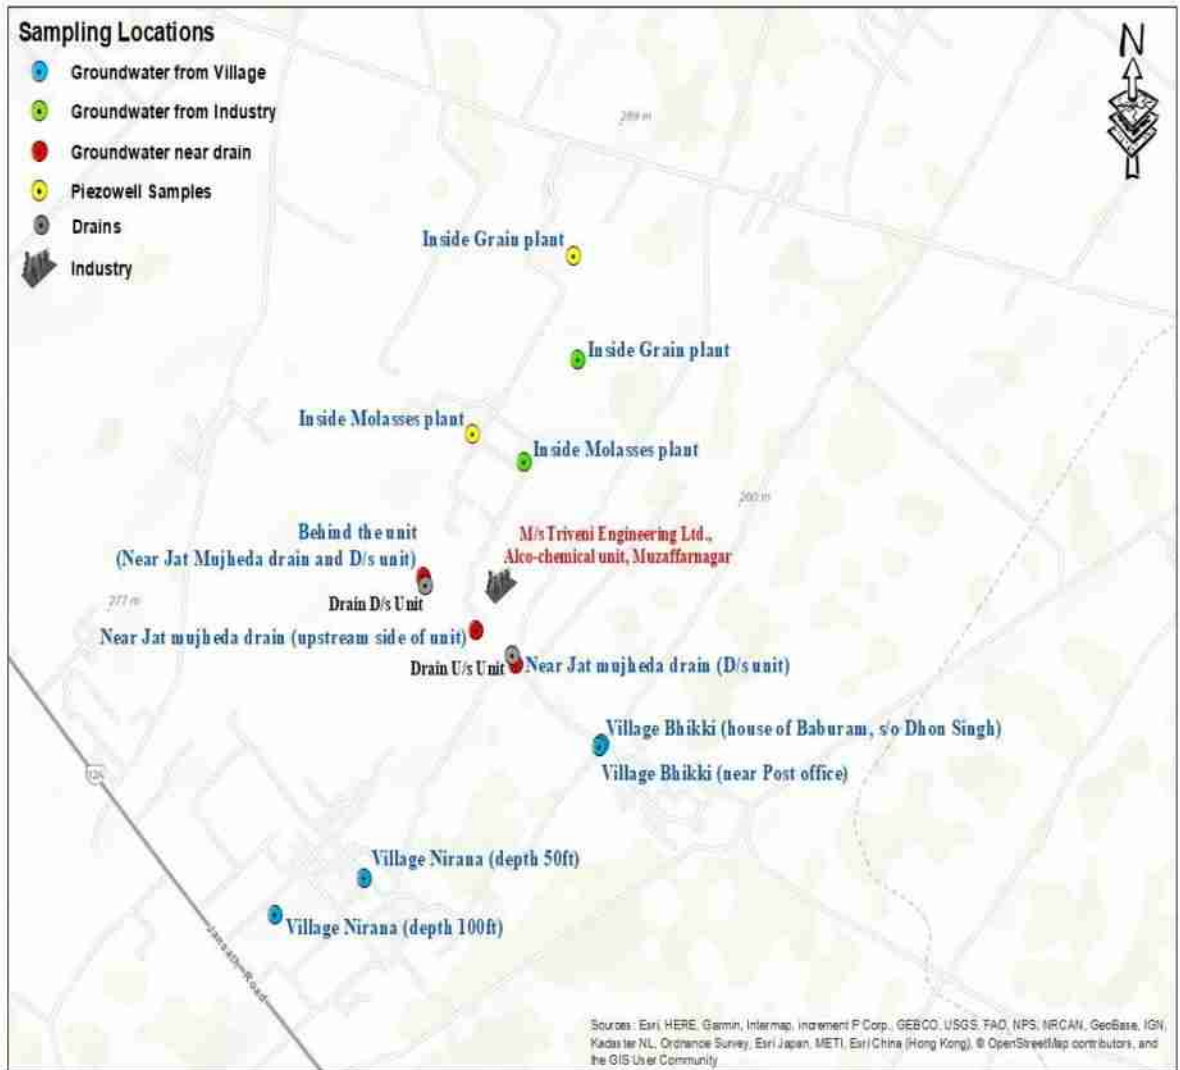 Sampling Locations
Groundwater from Village
Groundwater from Industry
Groundwater near drain
Piezowell Samples
Drains
Industry
N
289 m
Inside Grain plant
Inside Grain plant
Inside Molasses plant
Inside Molasses plant
260 m
Behind the unit
(Near Jat Mujheda drain and D/s unit)
M/s Triveni Engineering Ltd.,
Alco-chemical unit, Muzaffarnagar
277 m
Drain D/s Unit
Near Jat mujheda drain (upstream side of unit)
Drain U/s Unit
Near Jat mujheda drain (D/s unit)
Village Bhikki (house of Baburam, s/o Dhon Singh)
Village Bhikki (near Post office)
Village Nirana (depth 50ft)
Village Nirana (depth 100ft)
Jansath Road
Sources: Esri, HERE, Garmin, Intermap, increment P Corp., GEBCO, USGS, FAO, NPS, NRCAN, GeoBase, IGN,
Kadaster NL, Ordnance Survey, Esri Japan, METI, Esri China (Hong Kong), © OpenStreetMap contributors, and
the GIS User Community